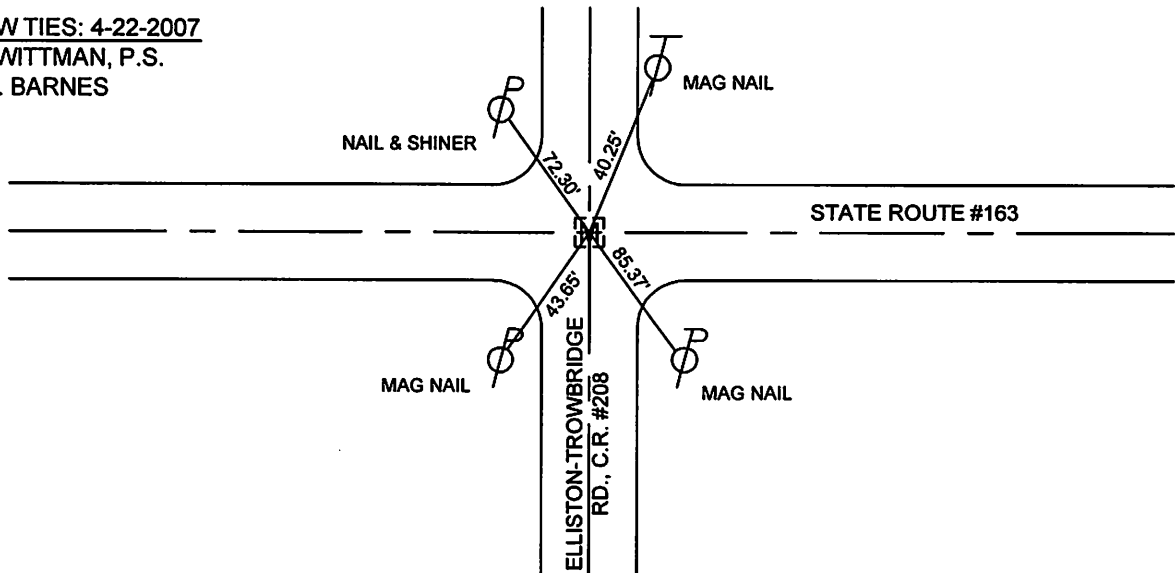 W TIES: 4-22-2007
WITTMAN, P.S.
. BARNES
P
MAG NAIL
NAIL & SHINER
72.30'
40.25'
STATE ROUTE #163
43.65'
85.37'
P
MAG NAIL
P
MAG NAIL
ELLISTON-TROWBRIDGE
RD., C.R. #208